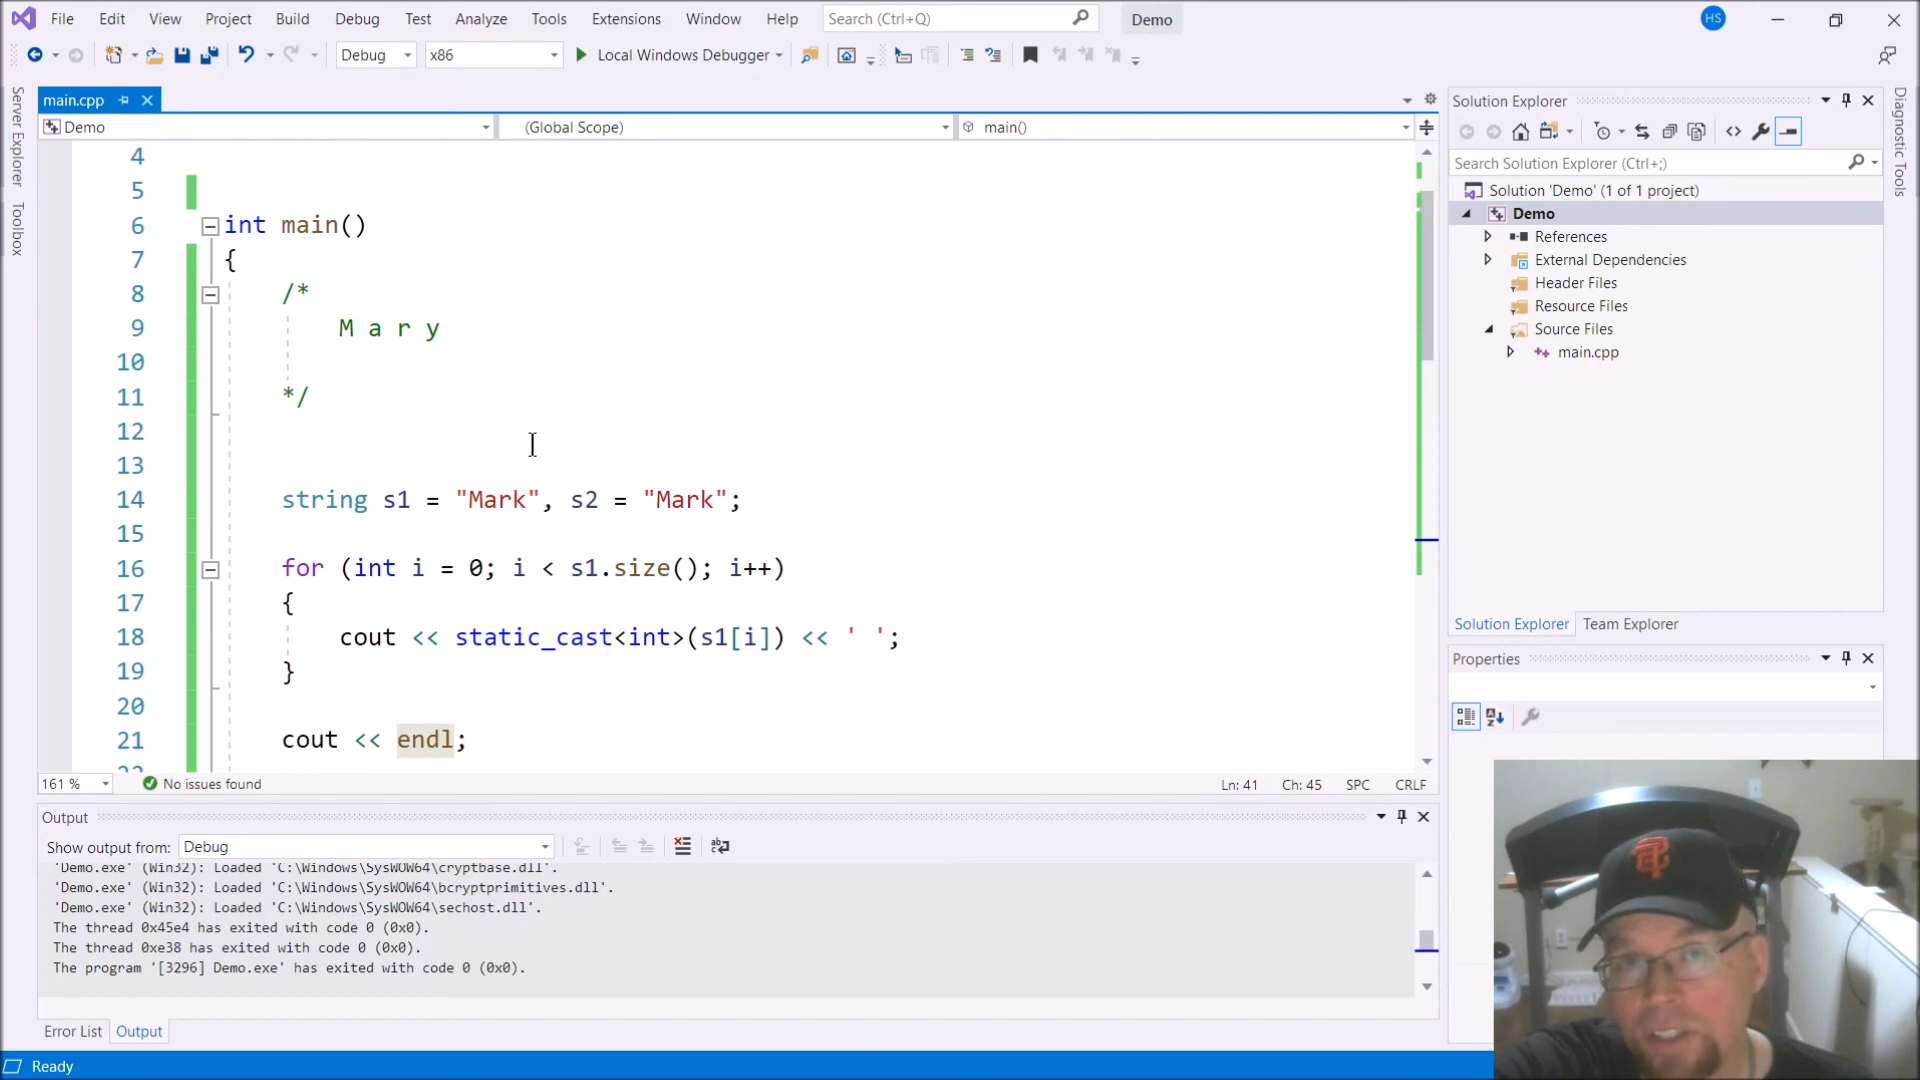 File Edit View Project Build Debug Test Analyze Tools Extensions Window Help Search (Ctrl+Q) Demo HS
Debug x86 Local Windows Debugger
Server Explorer
Toolbox
main.cpp
Demo (Global Scope) main()
4
5
6 int main()
7 {
8 /*
9 M a r y
10
11 */
12
13
14 string s1 = "Mark", s2 = "Mark";
15
16 for (int i = 0; i < s1.size(); i++)
17 {
18 cout << static_cast<int>(s1[i]) << ' ';
19 }
20
21 cout << endl;
22
161 % No issues found Ln: 41 Ch: 45 SPC CRLF
Output
Show output from: Debug
'Demo.exe' (Win32): Loaded 'C:\Windows\SysWOW64\cryptbase.dll'.
'Demo.exe' (Win32): Loaded 'C:\Windows\SysWOW64\bcryptprimitives.dll'.
'Demo.exe' (Win32): Loaded 'C:\Windows\SysWOW64\sechost.dll'.
The thread 0x45e4 has exited with code 0 (0x0).
The thread 0xe38 has exited with code 0 (0x0).
The program '[3296] Demo.exe' has exited with code 0 (0x0).
Error List Output
Ready
Solution Explorer
Search Solution Explorer (Ctrl+;)
Solution 'Demo' (1 of 1 project)
Demo
References
External Dependencies
Header Files
Resource Files
Source Files
main.cpp
Solution Explorer Team Explorer
Properties
Diagnostic Tools